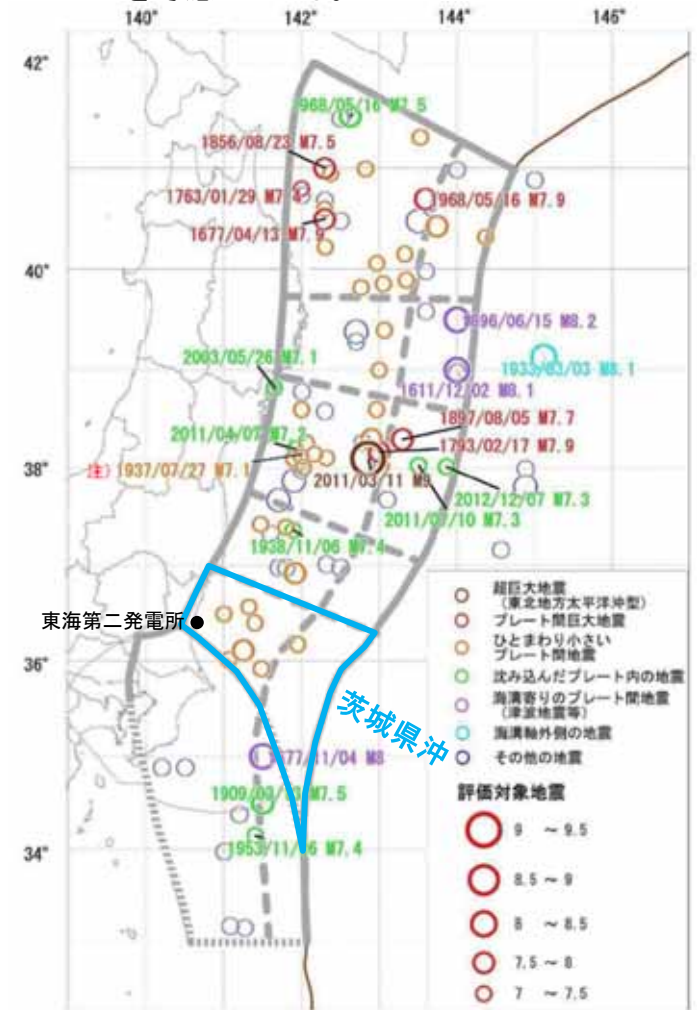 140°
142°
144°
146°
42°
968/05/16 M7.5
1856/08/23 M7.5
1763/01/29 M7.4
1968/05/16 M7.9
1677/04/13 M7.9
40°
1696/06/15 M8.2
2003/05/26 M7.1
1933/03/03 M8.1
1611/12/02 M8.1
1897/08/05 M7.7
2011/04/07 M7.2
1793/02/17 M7.9
38°
注) 1937/07/27 M7.1
2011/03/11 M9
2012/12/07 M7.3
2011/07/10 M7.3
1938/11/06 M7.4
東海第二発電所
36°
茨城県沖
1677/11/04 M8
1909/03/13 M7.5
1953/11/26 M7.4
34°
超巨大地震
(東北地方太平洋沖型)
プレート間巨大地震
ひとまわり小さい
プレート間地震
沈み込んだプレート内の地震
海溝寄りのプレート間地震
(津波地震等)
海溝軸外側の地震
その他の地震
評価対象地震
9 ～9.5
8.5 ～ 9
8 ～ 8.5
7.5 ～ 8
7 ～ 7.5